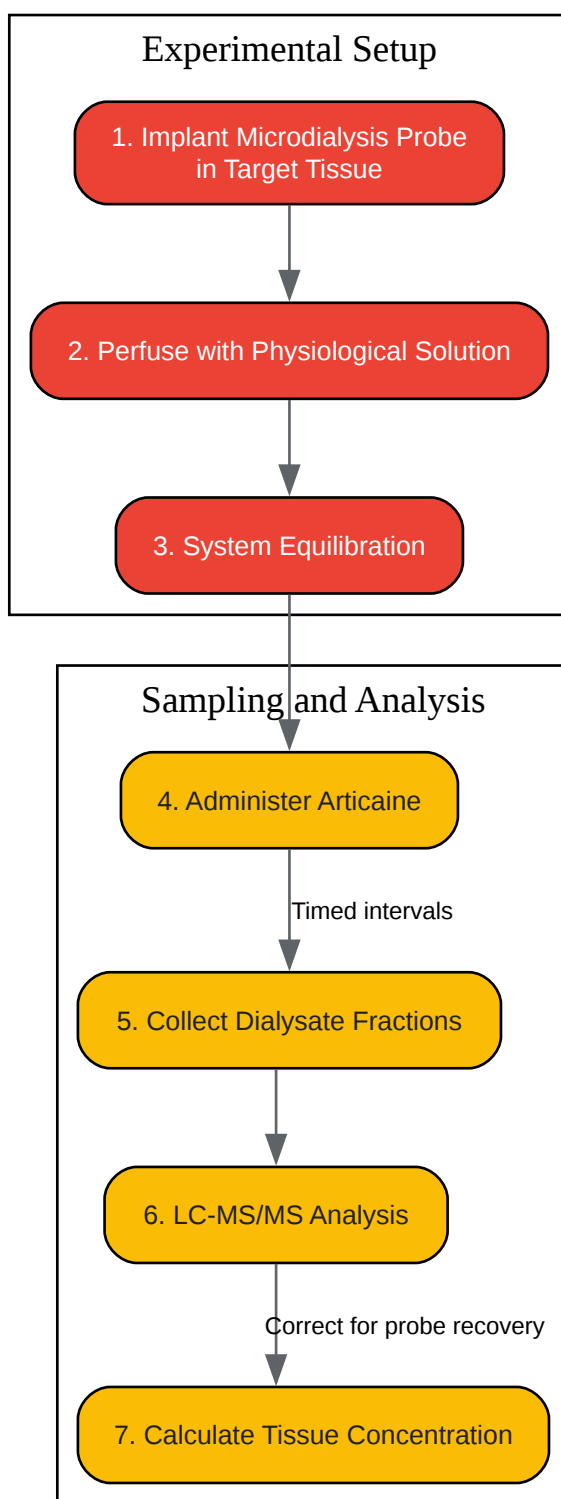 Experimental Setup
1. Implant Microdialysis Probe
in Target Tissue
2. Perfuse with Physiological Solution
3. System Equilibration
Sampling and Analysis
4. Administer Articaine
Timed intervals
5. Collect Dialysate Fractions
6. LC-MS/MS Analysis
Correct for probe recovery
7. Calculate Tissue Concentration